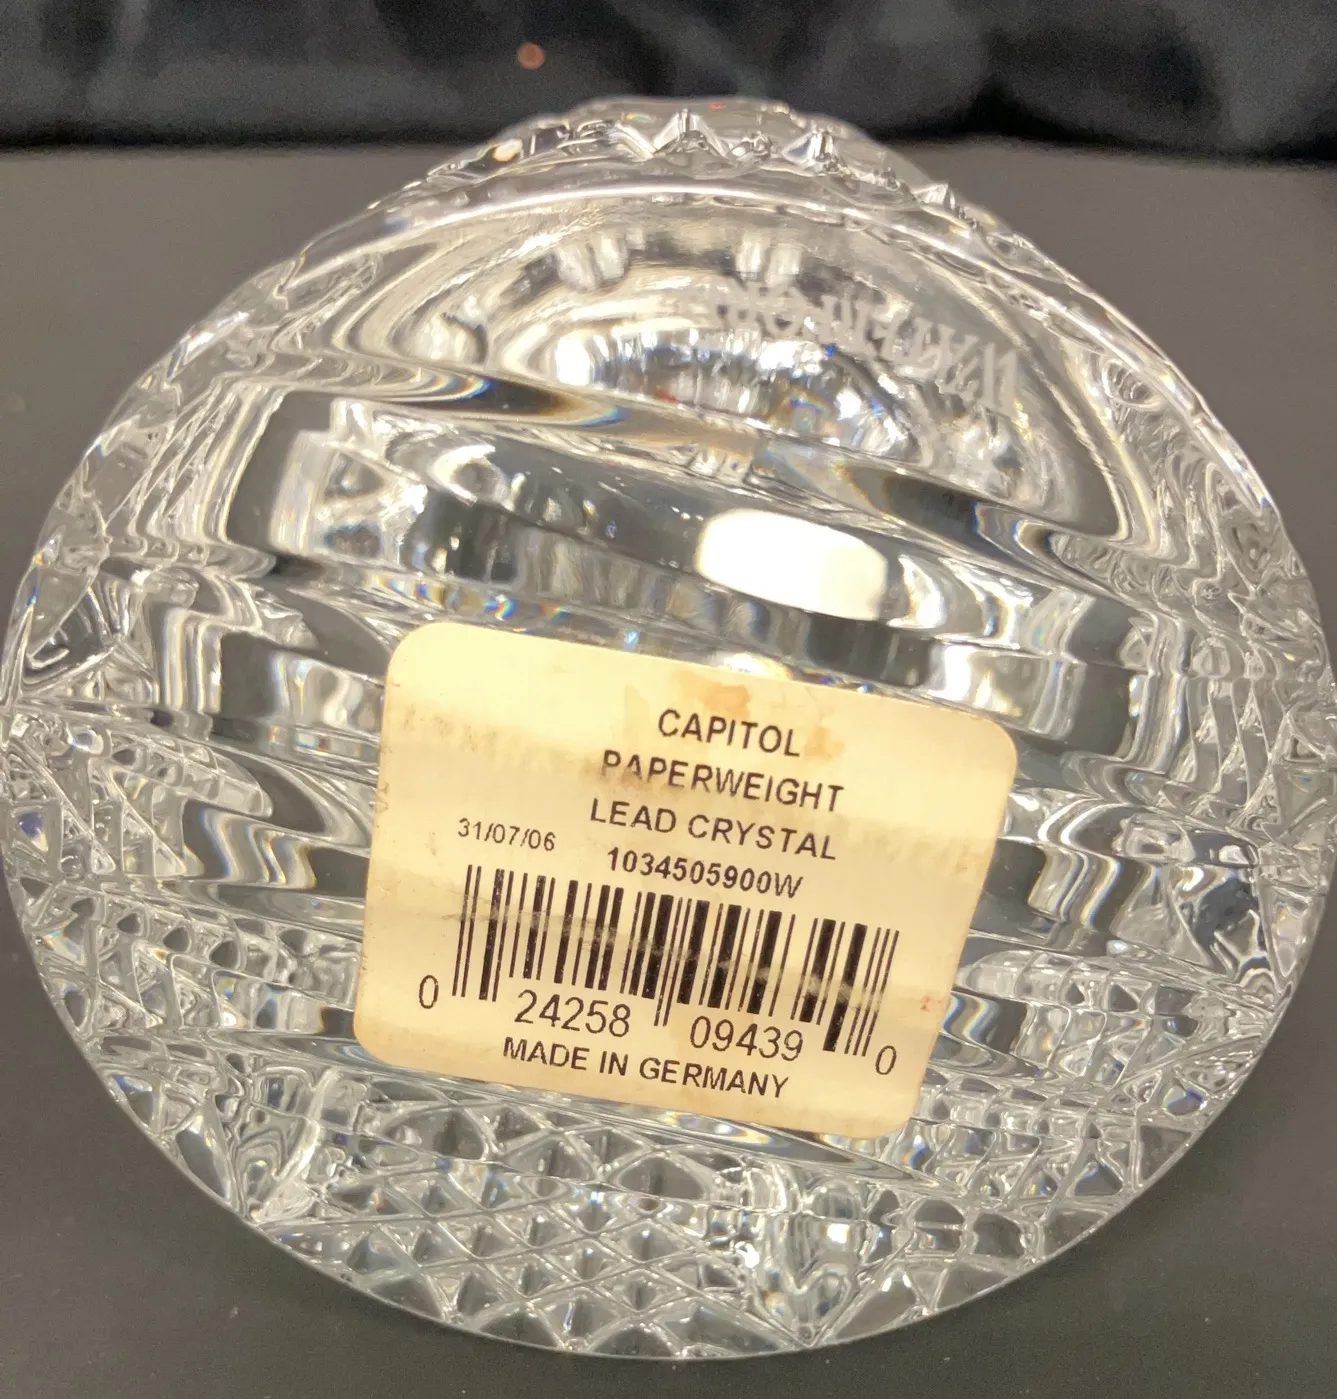 CAPITOL
PAPERWEIGHT
LEAD CRYSTAL
31/07/06 1034505900W
0 24258 09439 0
MADE IN GERMANY